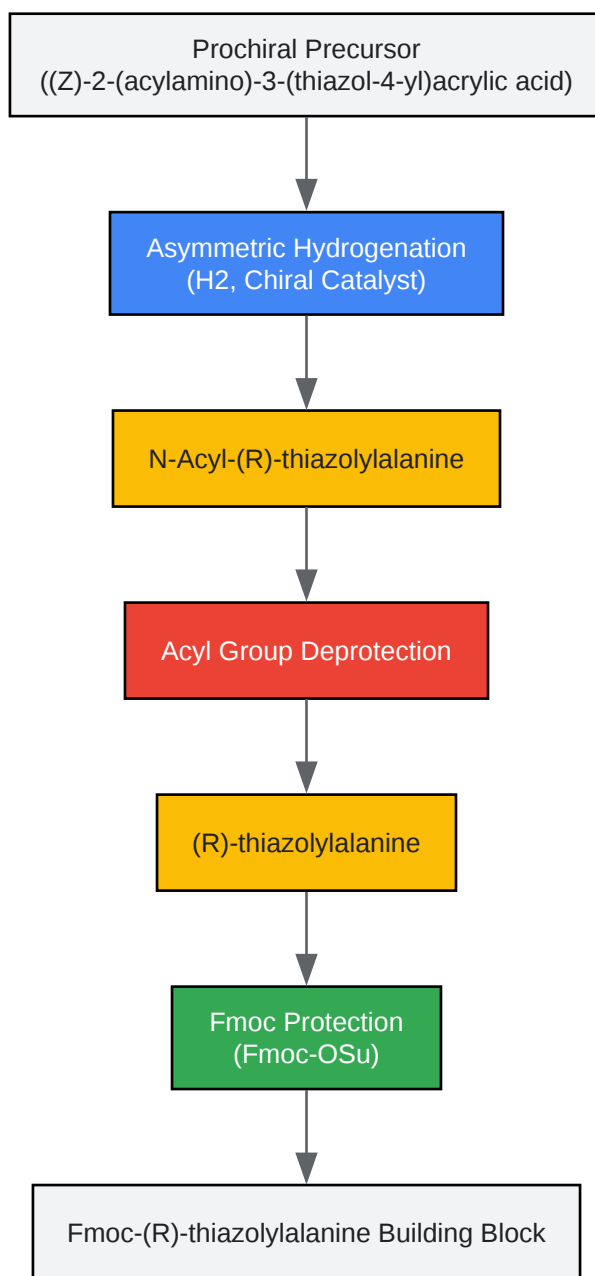 Prochiral Precursor
((Z)-2-(acylamino)-3-(thiazol-4-yl)acrylic acid)
Asymmetric Hydrogenation
(H2, Chiral Catalyst)
N-Acyl-(R)-thiazolylalanine
Acyl Group Deprotection
(R)-thiazolylalanine
Fmoc Protection
(Fmoc-OSu)
Fmoc-(R)-thiazolylalanine Building Block